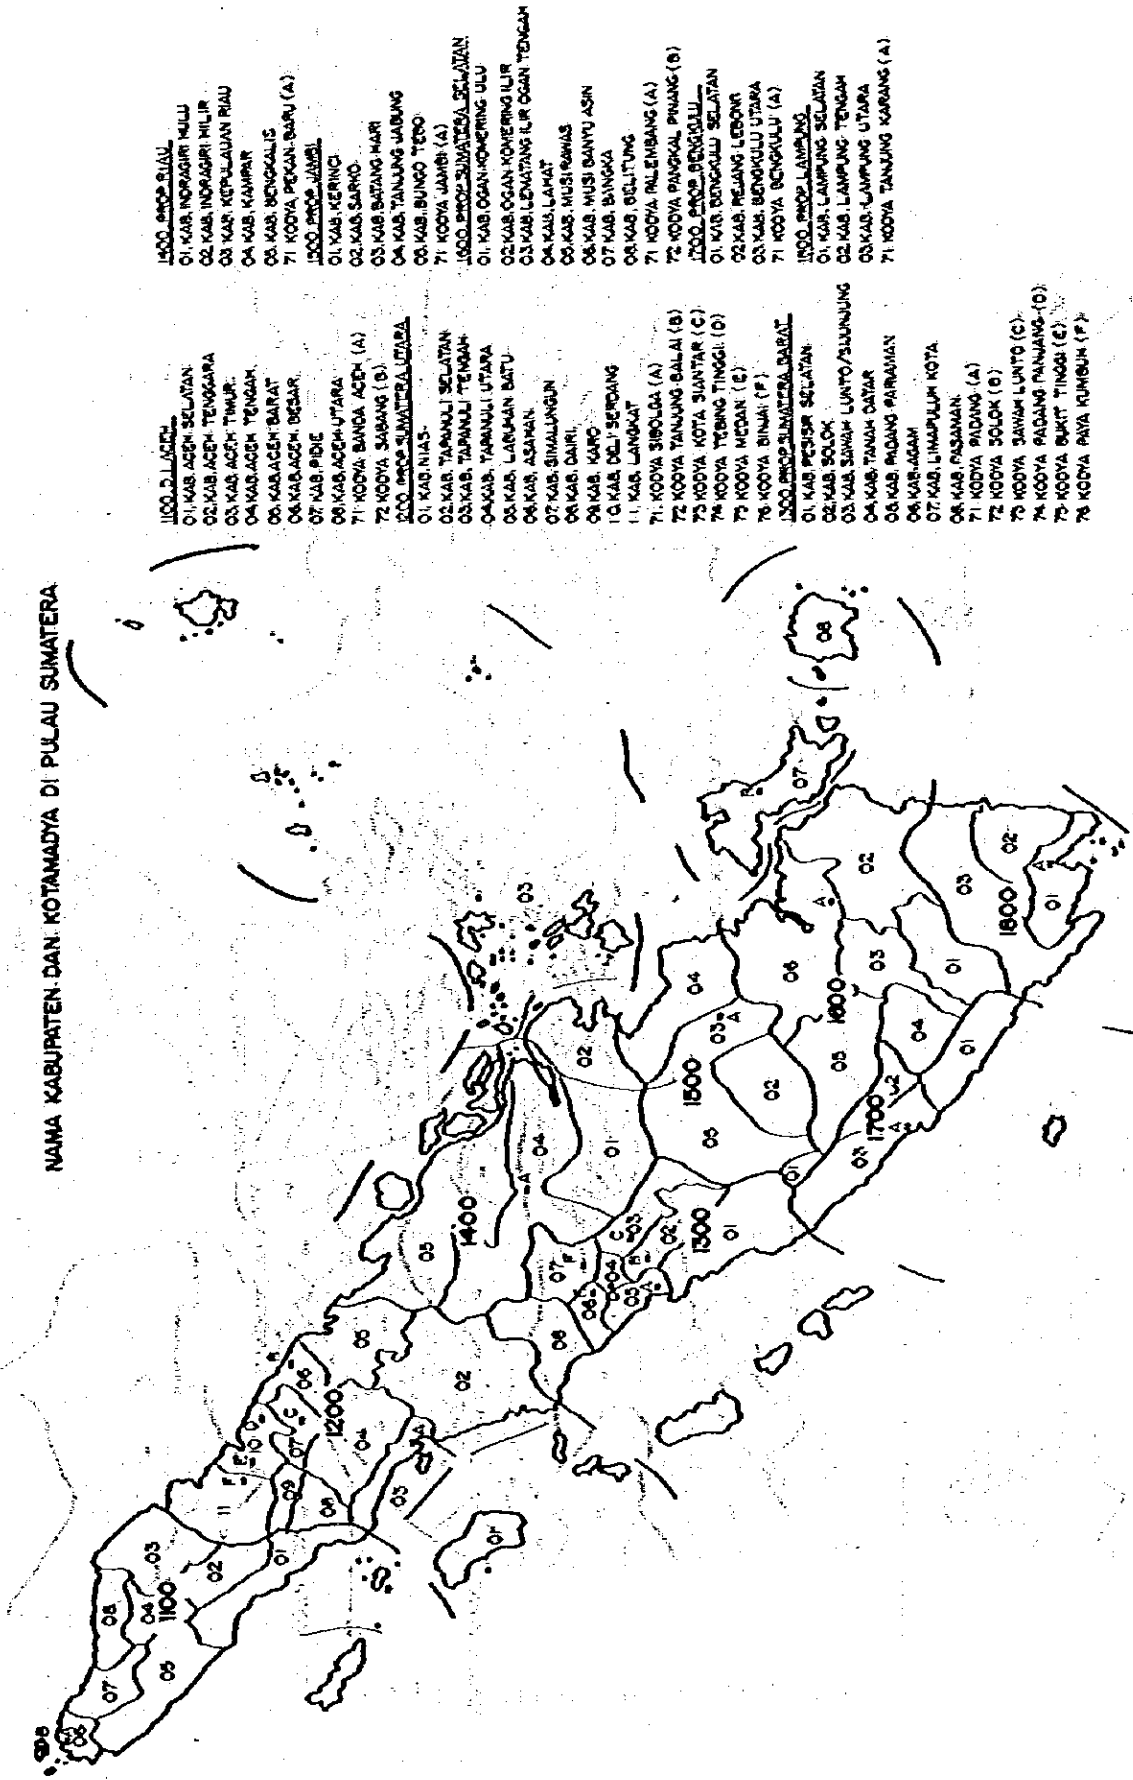 NAMA KABUPATEN DAN KOTAMADYA DI PULAU SUMATERA
1100. D.I. ACEH
01. KAB. ACEH SELATAN
02. KAB. ACEH TENGGARA
03. KAB. ACEH TIMUR
04. KAB. ACEH TENGAH
05. KAB. ACEH BARAT
06. KAB. ACEH BESAR
07. KAB. PIDIE
08. KAB. ACEH UTARA
71. KODYA BANDA ACEH (A)
72 KODYA SABANG (B)
1200. PROP. SUMATERA UTARA
01. KAB. NIAS
02. KAB. TAPANULI SELATAN
03. KAB. TAPANULI TENGAH
04. KAB. TAPANULI UTARA
05. KAB. LABUHAN BATU
06. KAB. ASAHAN
07. KAB. SIMALUNGUN
08. KAB. DAIRI
09. KAB. KARO
10. KAB. DELI SERDANG
11. KAB. LANGKAT
71. KODYA SIBOLGA (A)
72 KODYA TANJUNG BALAI (B)
73 KODYA KOTA SIANTAR (C)
74 KODYA TEBING TINGGI (D)
75 KODYA MEDAN (E)
76 KODYA BINJAI (F)
1300. PROP. SUMATERA BARAT
01. KAB. PESISIR SELATAN
02. KAB. SOLOK
03. KAB. SAWAH LUNTO/SIJUNJUNG
04. KAB. TANAH DATAR
05. KAB. PADANG PARIAMAN
06. KAB. AGAM
07. KAB. LIMAPULUH KOTA
08. KAB. PASAMAN
71 KODYA PADANG (A)
72 KODYA SOLOK (B)
73 KODYA SAWAH LUNTO (C)
74 KODYA PADANG PANJANG (D)
75 KODYA BUKIT TINGGI (E)
76 KODYA PAYA KUMBUH (F)
1400. PROP. RIAU
01. KAB. INDRAGIRI HULU
02. KAB. INDRAGIRI HILIR
03 KAB. KEPULAUAN RIAU
04 KAB. KAMPAR
05. KAB. BENGKALIS
71 KODYA PEKAN BARU (A)
1500. PROP. JAMBI
01. KAB. KERINCI
02. KAB. SARKO
03. KAB. BATANG HARI
04. KAB. TANJUNG JABUNG
05. KAB. BUNGO TEBO
71. KODYA JAMBI (A)
1600. PROP. SUMATERA SELATAN
01. KAB. OGAN KOMERING ULU
02. KAB. OGAN KOMERING ILIR
03. KAB. LEMATANG ILIR OGAN TENGAH
04. KAB. LAHAT
05. KAB. MUSI RAWAS
06. KAB. MUSI BANYU ASIN
07. KAB. BANGKA
08. KAB. BELITUNG
71 KODYA PALEMBANG (A)
72 KODYA PANGKAL PINANG (B)
1700. PROP. BENGKULU
01. KAB. BENGKULU SELATAN
02. KAB. REJANG LEBONG
03. KAB. BENGKULU UTARA
71 KODYA BENGKULU (A)
1800. PROP. LAMPUNG
01. KAB. LAMPUNG SELATAN
02 KAB. LAMPUNG TENGAH
03. KAB. LAMPUNG UTARA
71. KODYA TANJUNG KARANG (A)
1100
1200
1300
1400
1500
1600
1700
1800